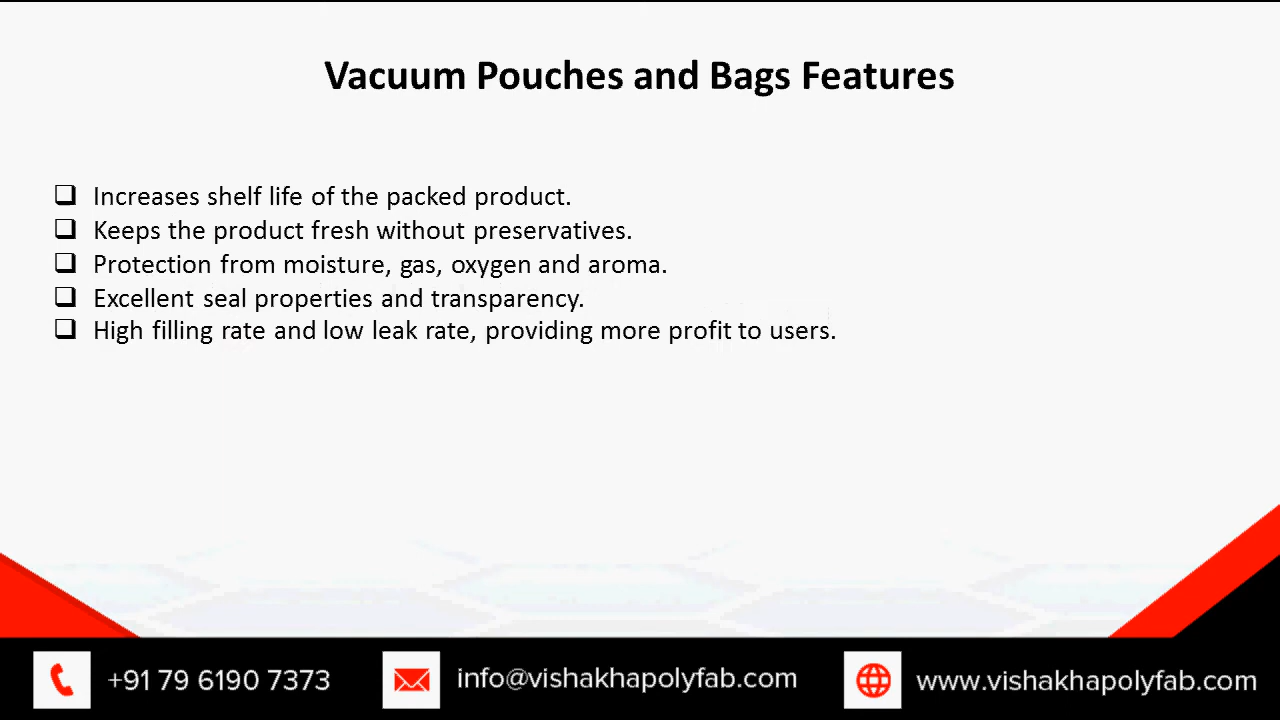 Vacuum Pouches and Bags Features
Increases shelf life of the packed product.
Keeps the product fresh without preservatives.
Protection from moisture, gas, oxygen and aroma.
Excellent seal properties and transparency.
High filling rate and low leak rate, providing more profit to users.
+91 79 6190 7373
info@vishakhapolyfab.com
www.vishakhapolyfab.com